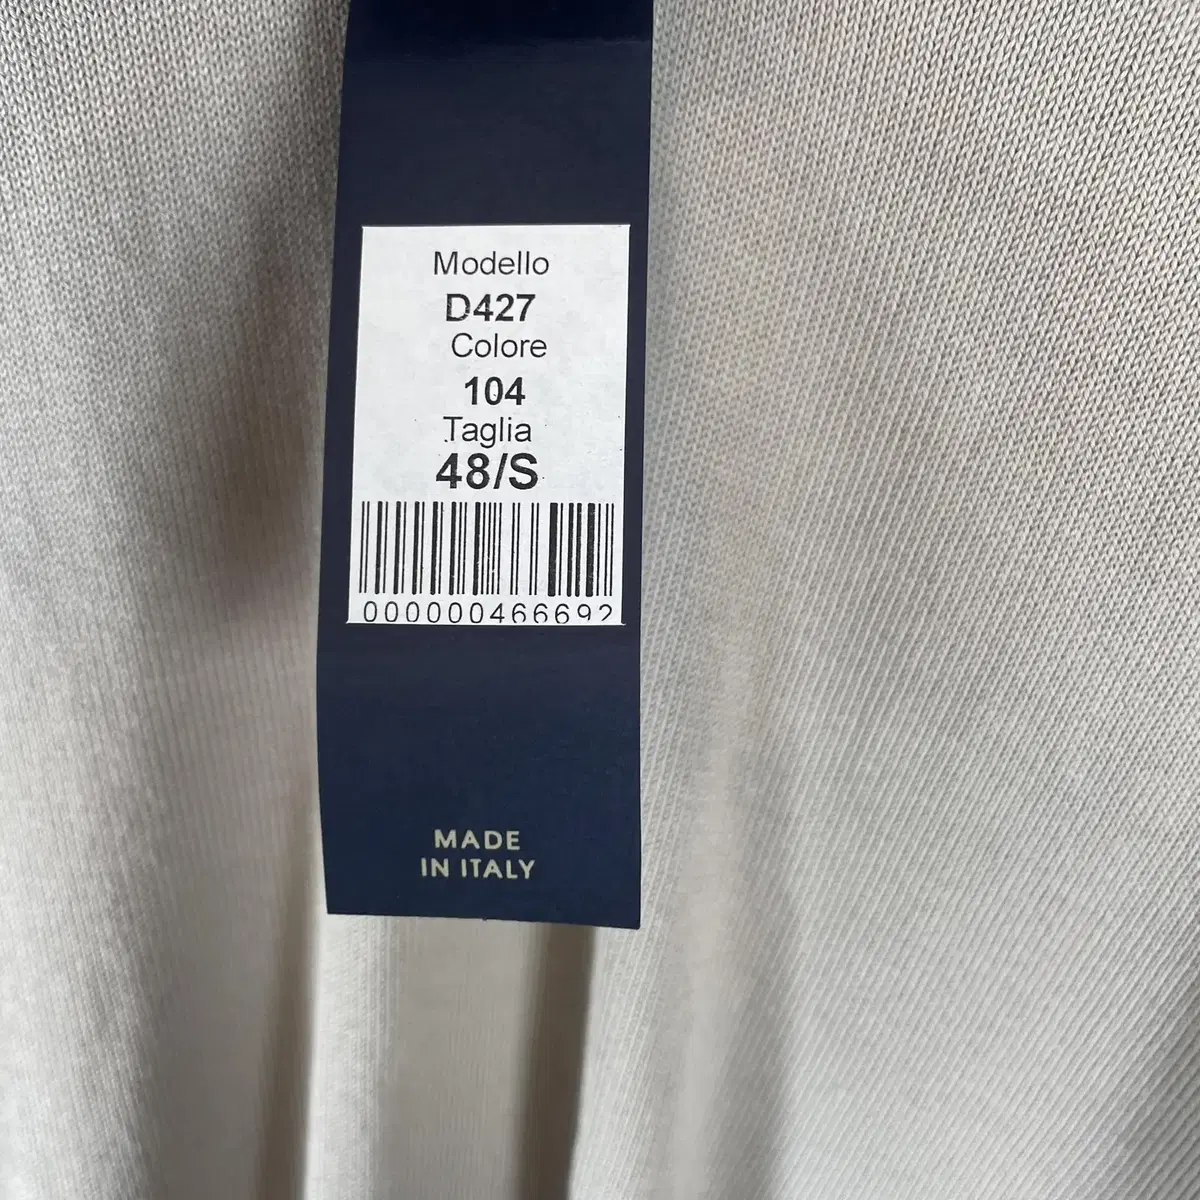 Modello
D427
Colore
104
Taglia
48/S
000000466692
MADE
IN ITALY